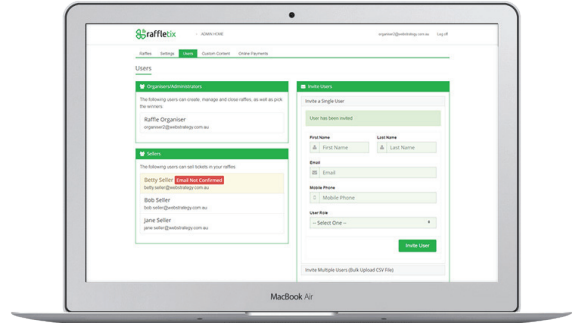 raffletix
ADMIN HOME
organiser2@webstrategy.com.au
Log off
Raffles
Settings
Users
Custom Content
Online Payments
Users
Organisers/Administrators
The following users can create, manage and close raffles, as well as pick
the winners.
Raffle Organiser
organiser2@webstrategy.com.au
Sellers
The following users can sell tickets in your raffles:
Betty Seller Email Not Confirmed
betty.seller@webstrategy.com.au
Bob Seller
bob.seller@webstrategy.com.au
Jane Seller
jane.seller@webstrategy.com.au
Invite Users
Invite a Single User
User has been invited
First Name
Last Name
First Name
Last Name
Email
Email
Mobile Phone
Mobile Phone
User Role
-- Select One --
Invite User
Invite Multiple Users (Bulk Upload CSV File)
MacBook Air